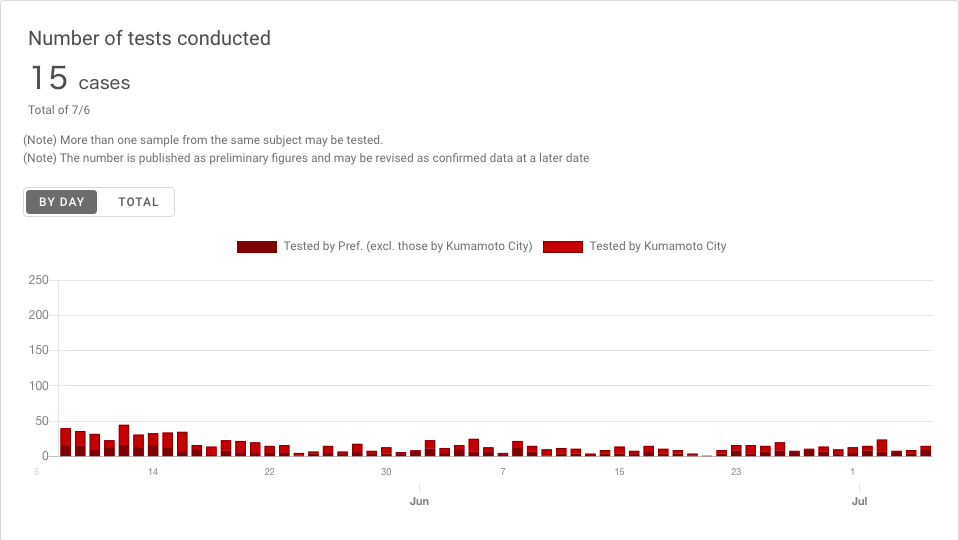 Number of tests conducted
15 cases
Total of 7/6
(Note) More than one sample from the same subject may be tested.
(Note) The number is published as preliminary figures and may be revised as confirmed data at a later date
BY DAY TOTAL
Tested by Pref. (excl. those by Kumamoto City) Tested by Kumamoto City
250
200
150
100
50
0
6 14 22 30 7 15 23 1
Jun Jul